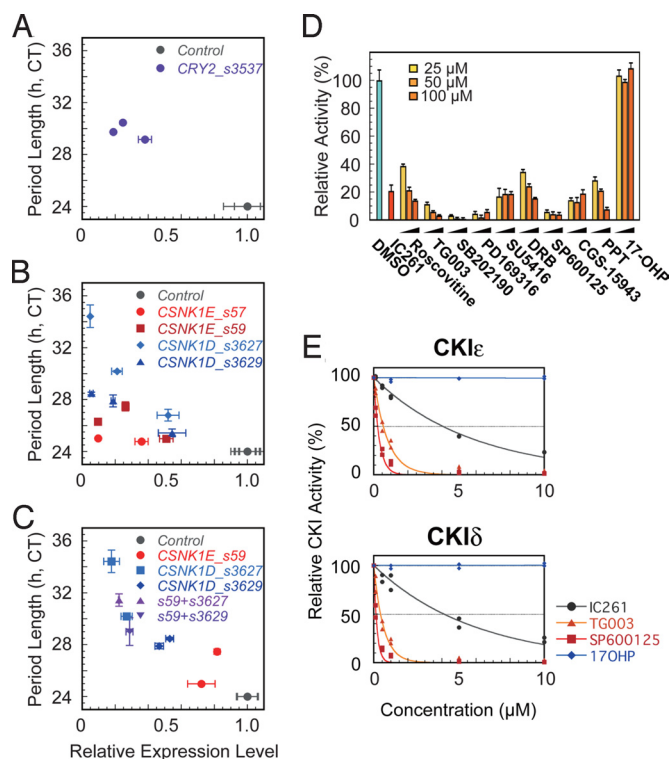 A
Period Length (h, CT)
36
32
28
24
0
0.5
1.0
Control
CRY2_s3537
B
Period Length (h, CT)
36
32
28
24
0
0.5
1.0
Control
CSNK1E_s57
CSNK1E_s59
CSNK1D_s3627
CSNK1D_s3629
C
Period Length (h, CT)
36
32
28
24
0
0.5
1.0
Control
CSNK1E_s59
CSNK1D_s3627
CSNK1D_s3629
s59+s3627
s59+s3629
Relative Expression Level
D
Relative Activity (%)
120
100
80
60
40
20
0
25 µM
50 µM
100 µM
DMSO
IC261
Roscovitine
TG003
SB202190
PD169316
SU5416
DRB
SP600125
CGS-15943
PPT
17-OHP
E
Relative CKI Activity (%)
CKIε
100
50
0
0
5
10
CKIδ
100
50
0
0
5
10
Concentration (µM)
IC261
TG003
SP600125
17OHP